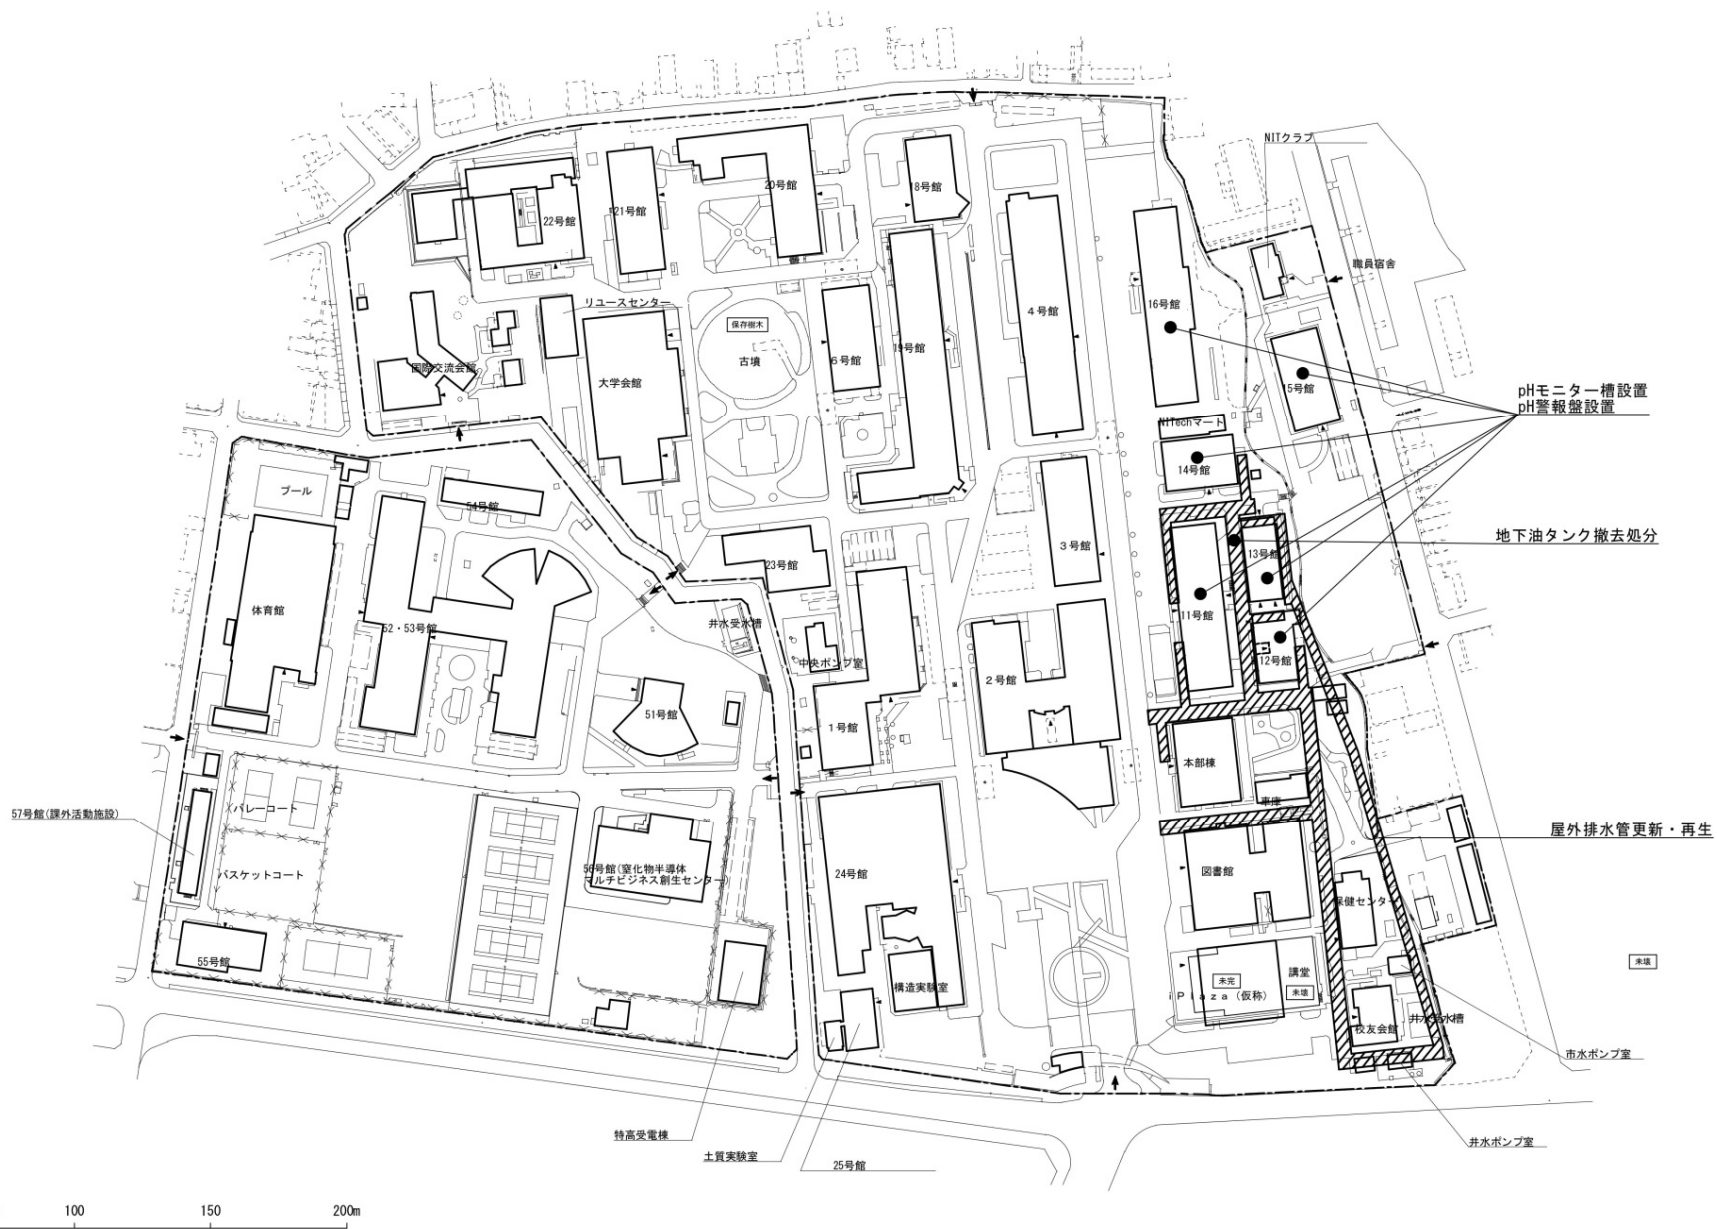 NITクラブ
職員宿舎
20号館
18号館
21号館
22号館
リユースセンター
16号館
4号館
保存樹木
古墳
19号館
6号館
国際交流会館
大学会館
15号館
pHモニター槽設置
pH警報盤設置
NITechマート
14号館
プール
54号館
地下油タンク撤去処分
3号館
13号館
23号館
体育館
11号館
52・53号館
井水受水槽
中央ポンプ室
12号館
2号館
51号館
1号館
本部棟
車庫
57号館(課外活動施設)
バレーコート
屋外排水管更新・再生
56号館(窒化物半導体
マルチビジネス創生センター)
バスケットコート
24号館
図書館
保健センター
55号館
未壊
講堂
未完
構造実験室
iPlaza(仮称)
未壊
井水受水槽
校友会館
市水ポンプ室
特高受電棟
井水ポンプ室
土質実験室
25号館
100
150
200m